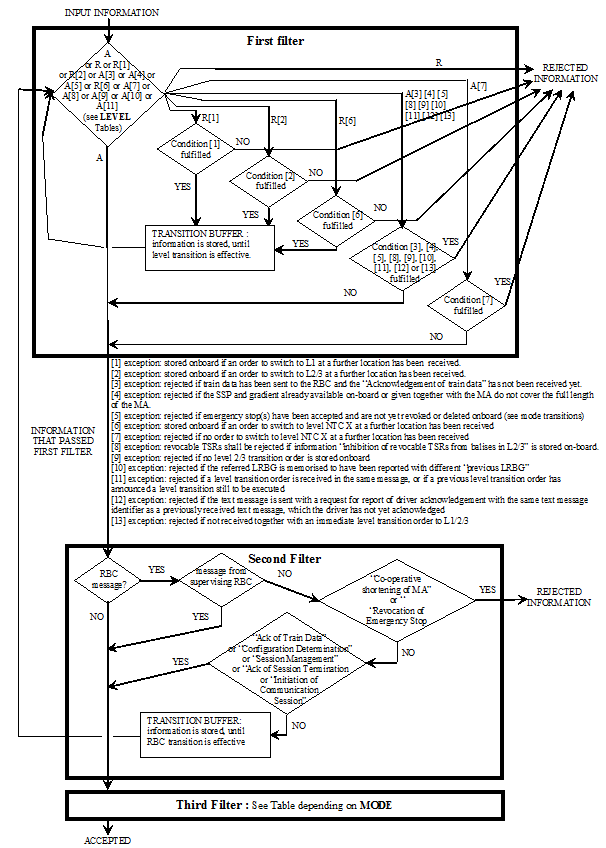 INPUT INFORMATION
First filter
A
or R or R[1]
or R[2] or A[3] or A[4] or
A[5] or R[6] or A[7] or
A[8] or A[9] or A[10] or
A[11]
(see LEVEL
Tables)
A
R
REJECTED
INFORMATION
A[7]
A[3] [4] [5]
[8] [9] [10]
[11] [12] [13]
R[1]
R[2]
R[6]
Condition [1]
fulfilled
NO
YES
Condition [2]
fulfilled
NO
YES
Condition [6]
fulfilled
NO
YES
TRANSITION BUFFER :
information is stored, until
level transition is effective.
Condition [3], [4],
[5], [8], [9], [10],
[11], [12] or [13]
fulfilled
YES
NO
Condition [7]
fulfilled
YES
NO
[1] exception: stored onboard if an order to switch to L1 at a further location has been received.
[2] exception: stored onboard if an order to switch to L2/3 at a further location has been received.
[3] exception: rejected if train data has been sent to the RBC and the "Acknowledgement of train data" has not been received yet.
[4] exception: rejected if the SSP and gradient already available on-board or given together with the MA do not cover the full length
of the MA.
[5] exception: rejected if emergency stop(s) have been accepted and are not yet revoked or deleted onboard (see mode transitions)
[6] exception: stored onboard if an order to switch to level NTC X at a further location has been received
[7] exception: rejected if no order to switch to level NTC X at a further location has been received
[8] exception: revocable TSRs shall be rejected if information "inhibition of revocable TSRs from balises in L2/3" is stored on-board.
[9] exception: rejected if no level 2/3 transition order is stored onboard
[10] exception: rejected if the referred LRBG is memorised to have been reported with different "previous LRBG"
[11] exception: rejected if a level transition order is received in the same message, or if a previous level transition order has
announced a level transition still to be executed
[12] exception: rejected if the text message is sent with a request for report of driver acknowledgement with the same text message
identifier as a previously received text message, which the driver has not yet acknowledged
[13] exception: rejected if not received together with an immediate level transition order to L1/2/3
INFORMATION
THAT PASSED
FIRST FILTER
Second Filter
RBC
message?
YES
NO
message from
supervising RBC
NO
YES
"Co-operative
shortening of MA"
or "
"Revocation of
Emergency Stop
YES
REJECTED
INFORMATION
NO
"Ack of Train Data"
or "Configuration Determination"
or "Session Management"
or "Ack of Session Termination
or "Initiation of
Communication
Session"
YES
NO
TRANSITION BUFFER:
information is stored, until
RBC transition is effective
Third Filter : See Table depending on MODE
ACCEPTED